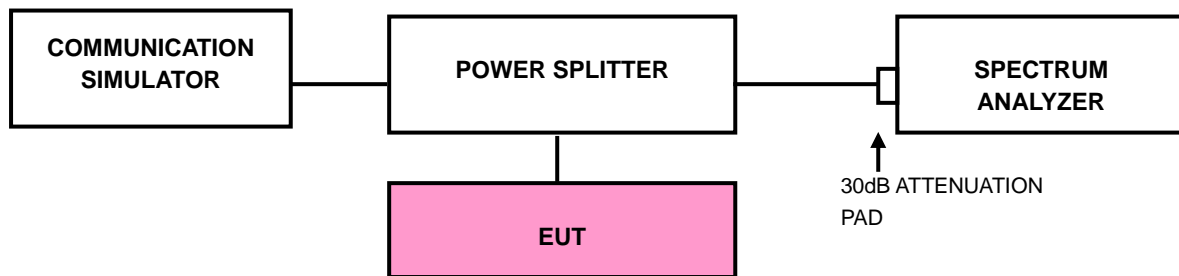 COMMUNICATION
SIMULATOR
POWER SPLITTER
SPECTRUM
ANALYZER
30dB ATTENUATION
PAD
EUT